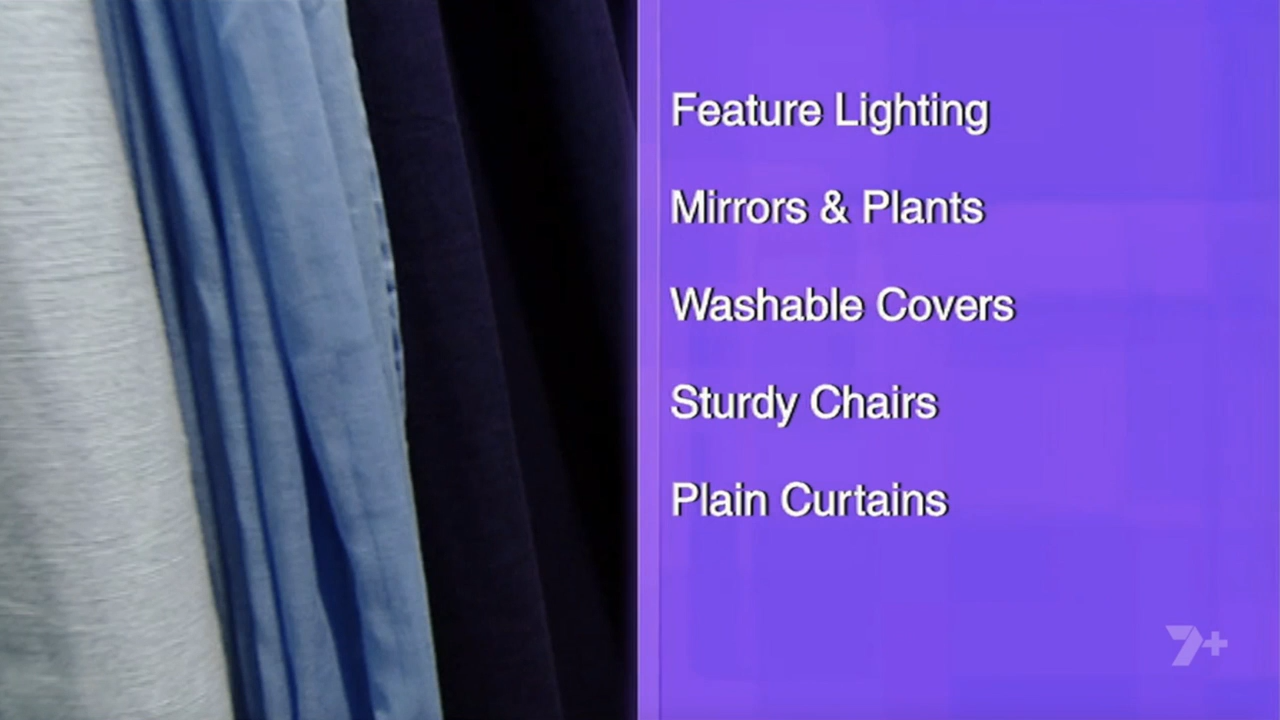 Feature Lighting
Mirrors & Plants
Washable Covers
Sturdy Chairs
Plain Curtains
7+